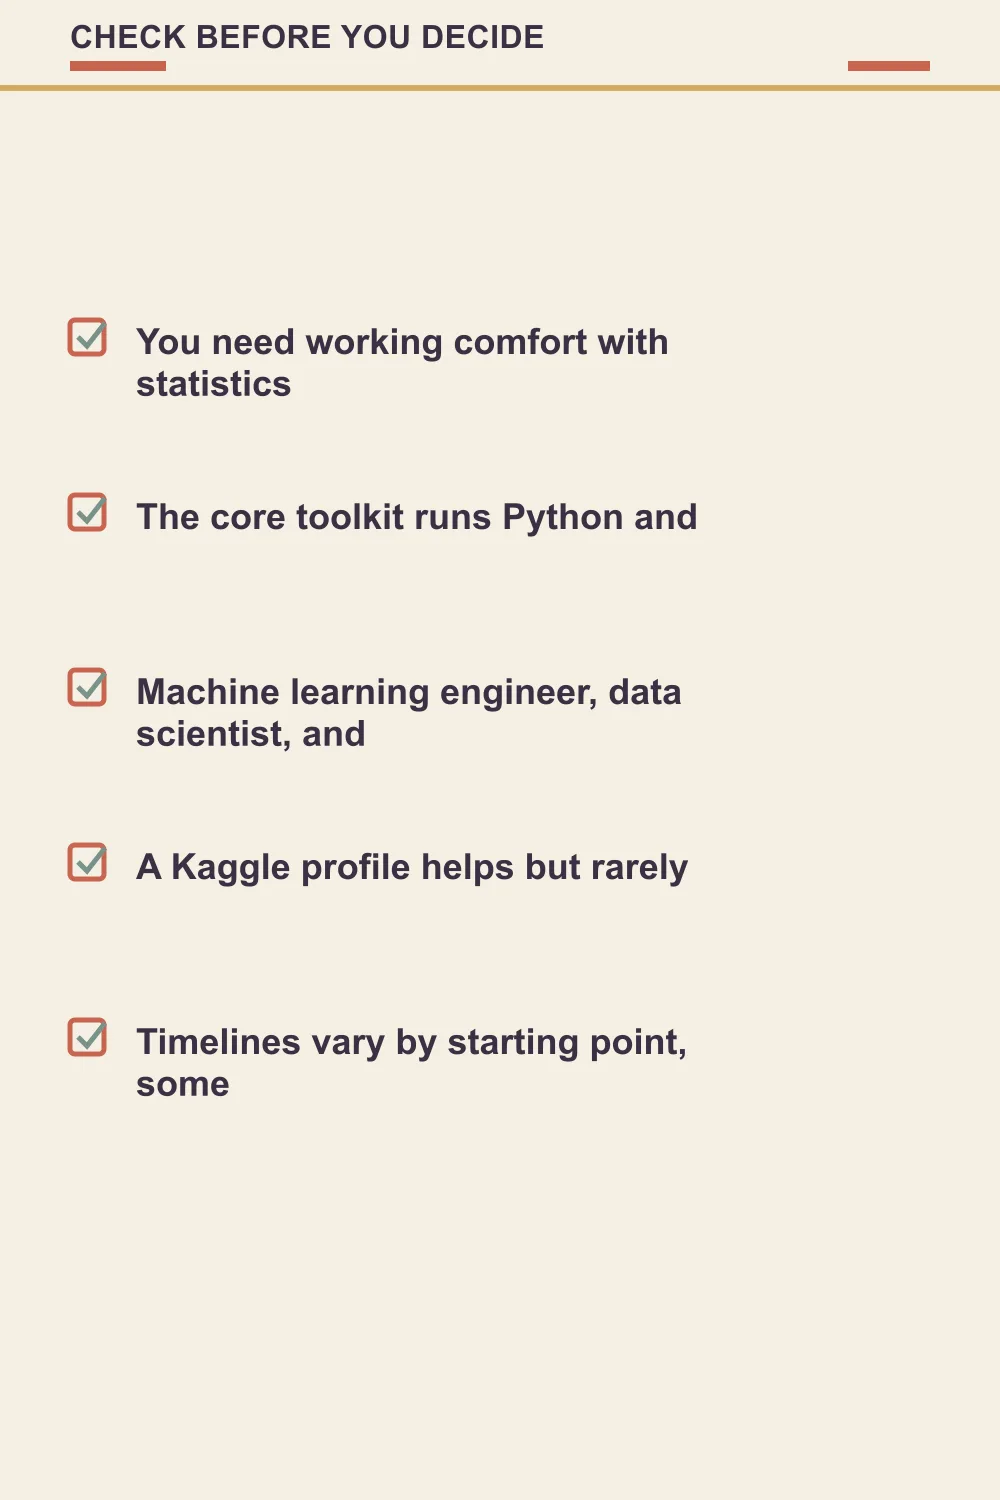 CHECK BEFORE YOU DECIDE
You need working comfort with
statistics
The core toolkit runs Python and
Machine learning engineer, data
scientist, and
A Kaggle profile helps but rarely
Timelines vary by starting point,
some